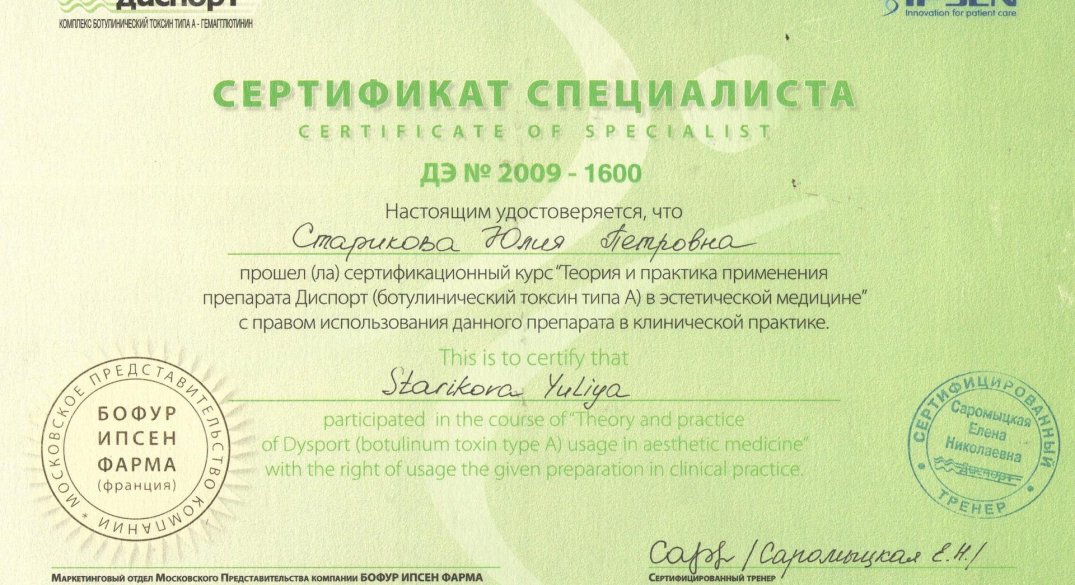 Диспорт
КОМПЛЕКС БОТУЛИНИЧЕСКИЙ ТОКСИН ТИПА А - ГЕМАГГЛЮТИНИН
IPSEN
Innovation for patient care
СЕРТИФИКАТ СПЕЦИАЛИСТА
CERTIFICATE OF SPECIALIST
ДЭ № 2009 - 1600
Настоящим удостоверяется, что
Старикова Юлия Петровна
прошел (ла) сертификационный курс "Теория и практика применения
препарата Диспорт (ботулинический токсин типа А) в эстетической медицине"
с правом использования данного препарата в клинической практике.
This is to certify that
Starikova Yuliya
participated in the course of "Theory and practice
of Dysport (botulinum toxin type A) usage in aesthetic medicine"
with the right of usage the given preparation in clinical practice.
* МОСКОВСКОЕ ПРЕДСТАВИТЕЛЬСТВО КОМПАНИИ
БОФУР
ИПСЕН
ФАРМА
(франция)
СЕРТИФИЦИРОВАННЫЙ
Саромыцкая
Елена
Николаевна
Диспорт
ТРЕНЕР
Сарр /Саромыцкая Е.Н./
МАРКЕТИНГОВЫЙ ОТДЕЛ МОСКОВСКОГО ПРЕДСТАВИТЕЛЬСТВА КОМПАНИИ БОФУР ИПСЕН ФАРМА
СЕРТИФИЦИРОВАННЫЙ ТРЕНЕР